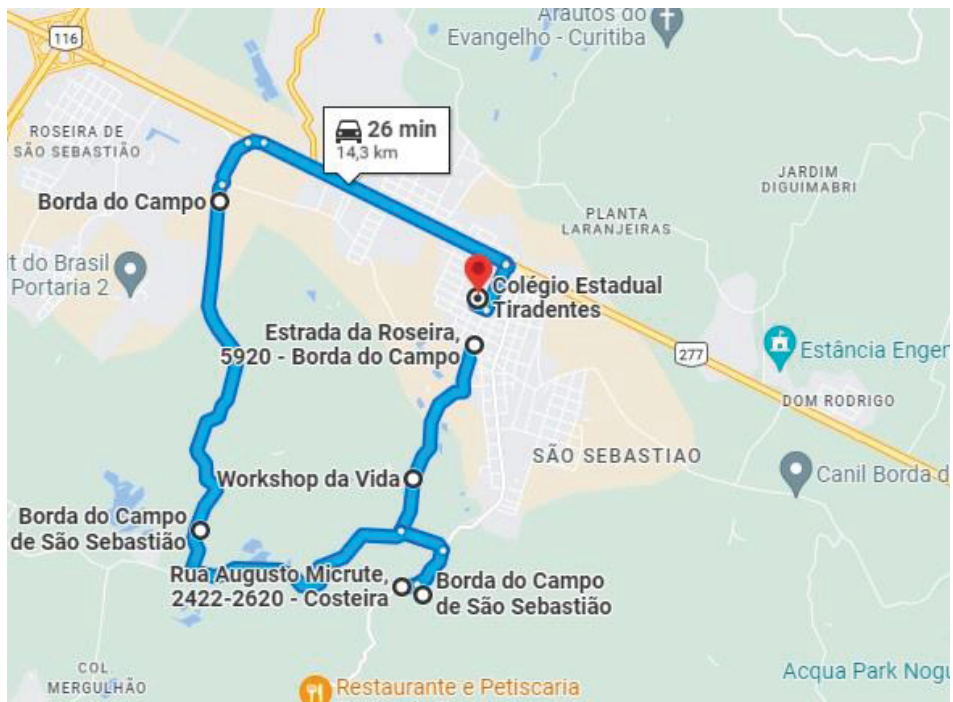 Arautos do
Evangelho - Curitiba
116
ROSEIRA DE
SÃO SEBASTIÃO
26 min
14,3 km
JARDIM
DIGUIMABRI
Borda do Campo
PLANTA
LARANJEIRAS
t do Brasil
Portaria 2
Colégio Estadual
Tiradentes
Estrada da Roseira,
5920 - Borda do Campo
277
Estância Engen
DOM RODRIGO
SÃO SEBASTIAO
Workshop da Vida
Canil Borda d
Borda do Campo
de São Sebastião
Rua Augusto Micrute,
2422-2620 - Costeira
Borda do Campo
de São Sebastião
COL
MERGULHÃO
Acqua Park Nogu
Restaurante e Petiscaria